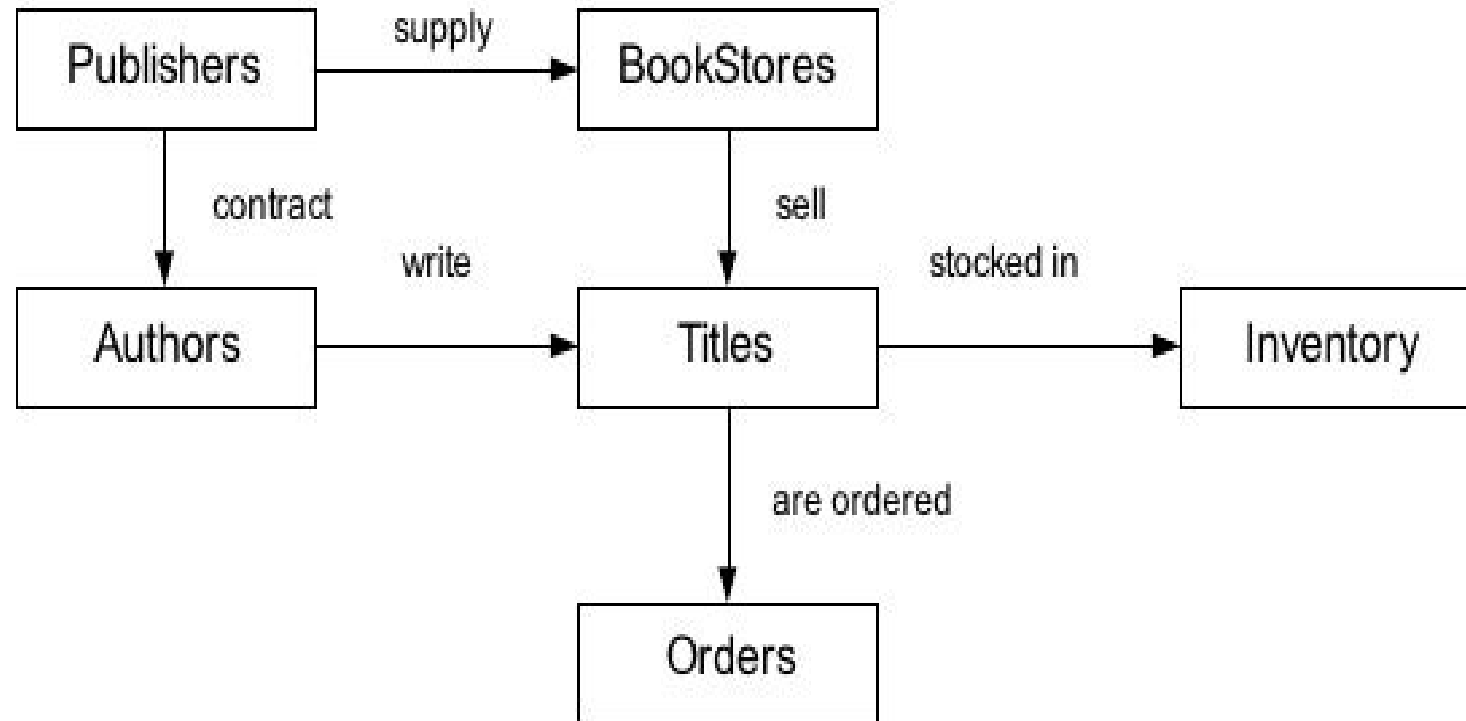 supply
Publishers
BookStores
contract
sell
write
stocked in
Authors
Titles
Inventory
are ordered
Orders